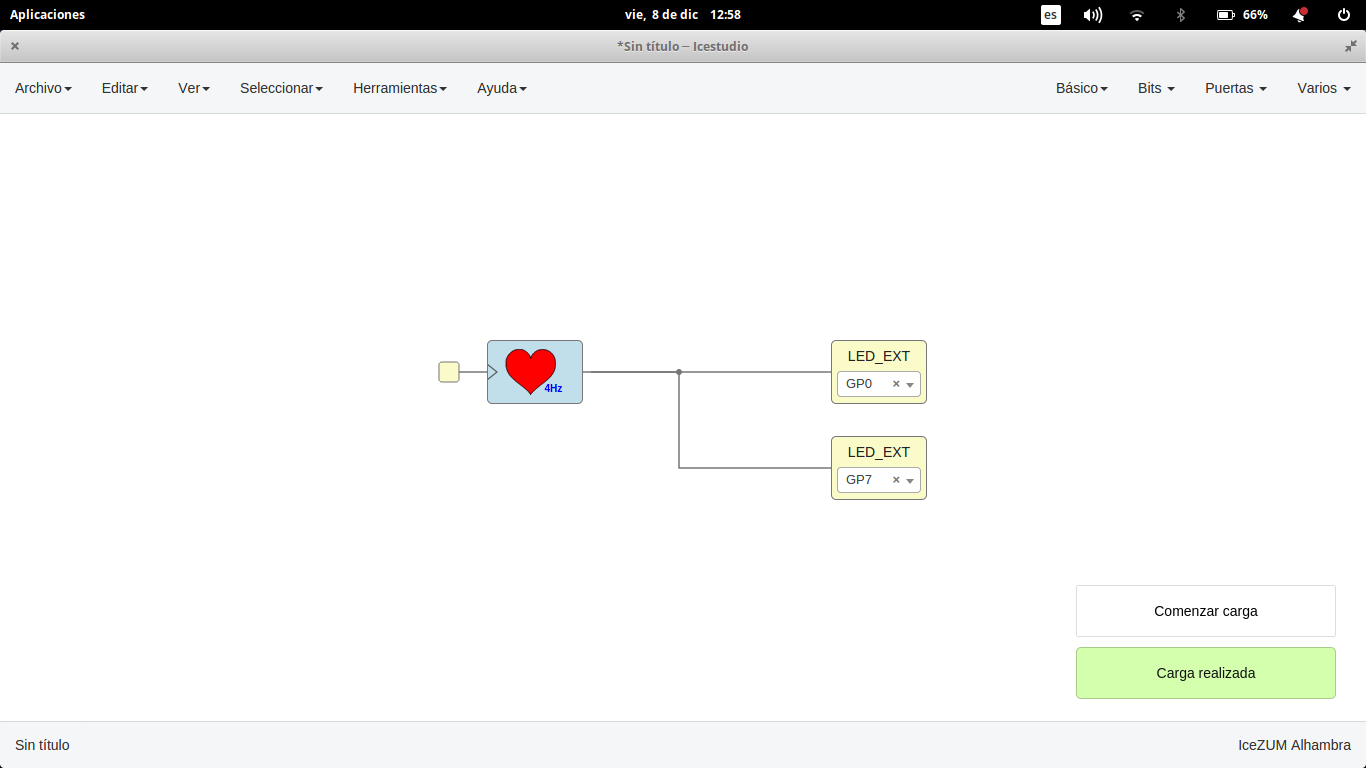 Aplicaciones
vie, 8 de dic 12:58
es
66%
*Sin título – Icestudio
Archivo Editar Ver Seleccionar Herramientas Ayuda
Básico Bits Puertas Varios
4Hz
LED_EXT
GP0
LED_EXT
GP7
Comenzar carga
Carga realizada
Sin título
IceZUM Alhambra